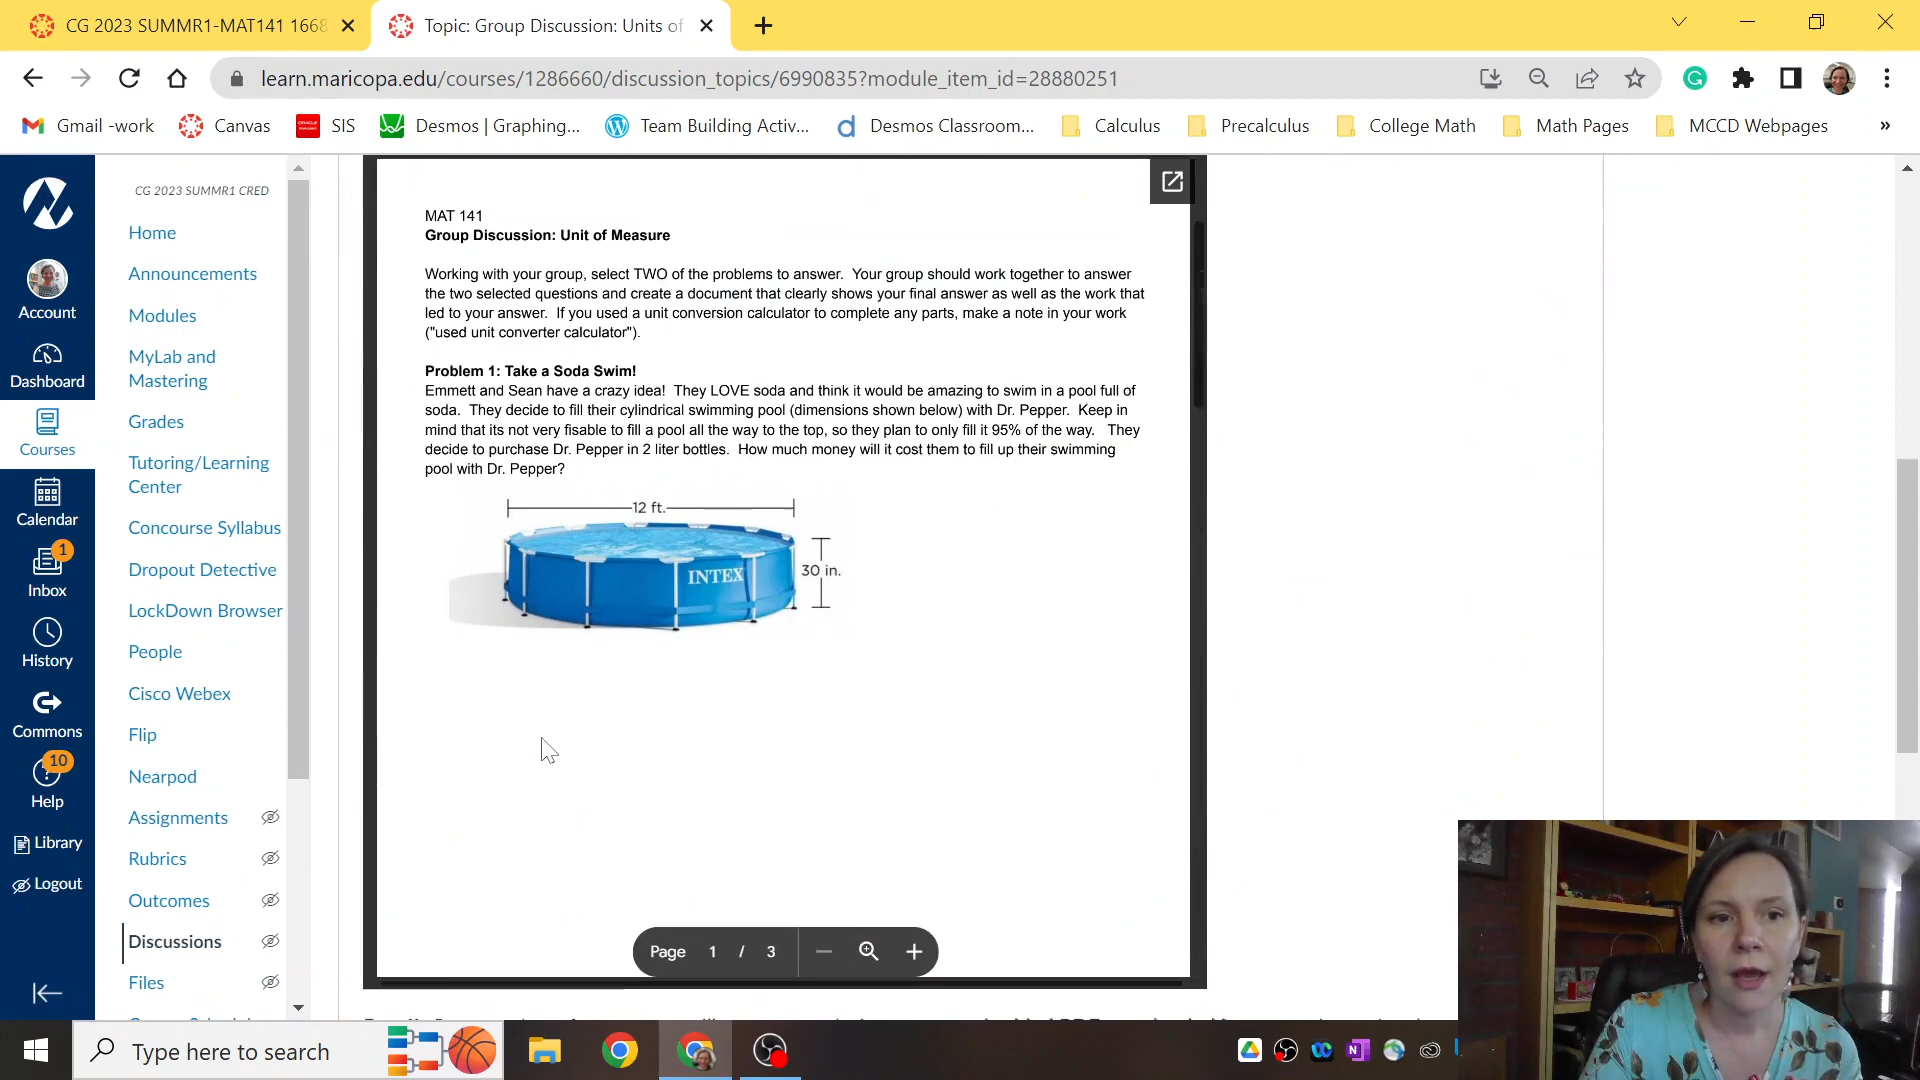 CG 2023 SUMMR1-MAT141 1668
Topic: Group Discussion: Units of
learn.maricopa.edu/courses/1286660/discussion_topics/6990835?module_item_id=28880251
Gmail -work
Canvas
SIS
Desmos | Graphing...
Team Building Activ...
Desmos Classroom...
Calculus
Precalculus
College Math
Math Pages
MCCD Webpages
»
Account
Dashboard
Courses
Calendar
1
Inbox
History
Commons
10
Help
Library
Logout
CG 2023 SUMMR1 CRED
Home
Announcements
Modules
MyLab and
Mastering
Grades
Tutoring/Learning
Center
Concourse Syllabus
Dropout Detective
LockDown Browser
People
Cisco Webex
Flip
Nearpod
Assignments
Rubrics
Outcomes
Discussions
Files
MAT 141
Group Discussion: Unit of Measure
Working with your group, select TWO of the problems to answer. Your group should work together to answer
the two selected questions and create a document that clearly shows your final answer as well as the work that
led to your answer. If you used a unit conversion calculator to complete any parts, make a note in your work
("used unit converter calculator").
Problem 1: Take a Soda Swim!
Emmett and Sean have a crazy idea! They LOVE soda and think it would be amazing to swim in a pool full of
soda. They decide to fill their cylindrical swimming pool (dimensions shown below) with Dr. Pepper. Keep in
mind that its not very fisable to fill a pool all the way to the top, so they plan to only fill it 95% of the way. They
decide to purchase Dr. Pepper in 2 liter bottles. How much money will it cost them to fill up their swimming
pool with Dr. Pepper?
12 ft.
30 in.
INTEX
Page 1 / 3
Type here to search